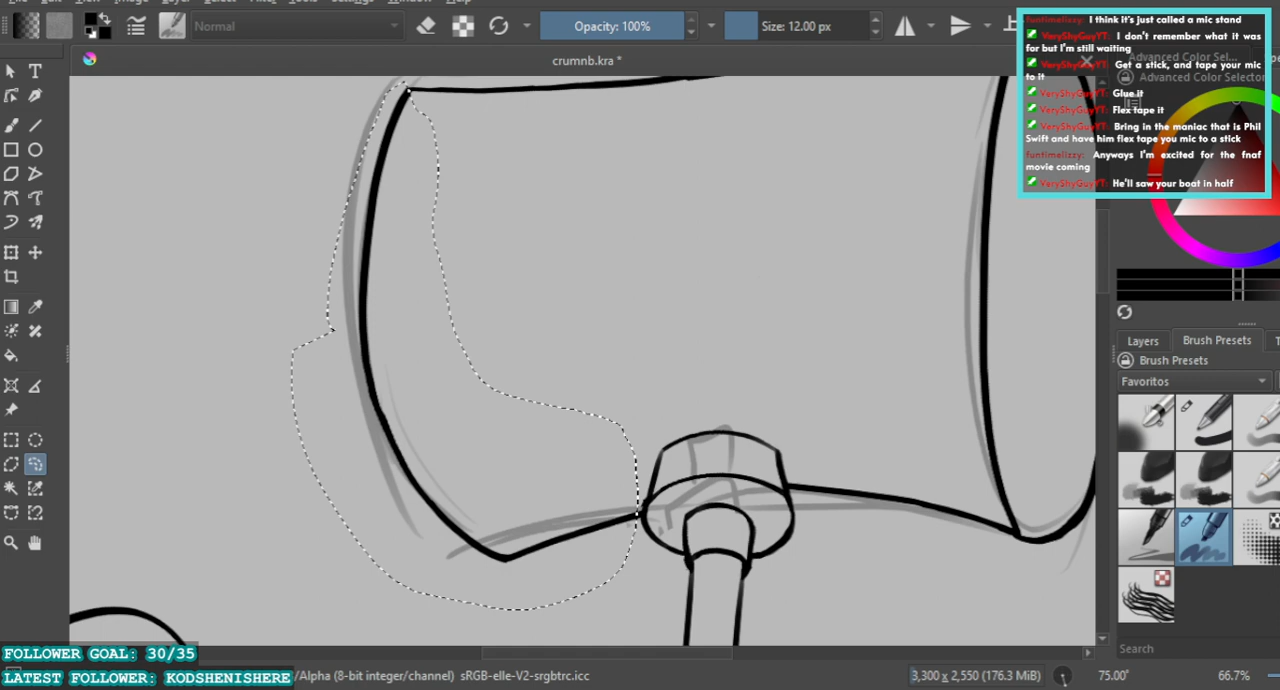 Normal
Opacity: 100%
Size: 12.00 px
crumnb.kra *
funtimelizzy: I think it's just called a mic stand
VeryShyGuyYT: I don't remember what it was
for but I'm still waiting
VeryShyGuyYT: Get a stick, and tape your mic
to it
VeryShyGuyYT: Glue it
VeryShyGuyYT: Flex tape it
VeryShyGuyYT: Bring in the maniac that is Phil
Swift and have him flex tape you mic to a stick
funtimelizzy: Anyways I'm excited for the fnaf
movie coming
VeryShyGuyYT: He'll saw your boat in half
Advanced Color Sel...
Advanced Color Selector
Layers
Brush Presets
Brush Presets
Favoritos
Search
FOLLOWER GOAL: 30/35
LATEST FOLLOWER: KODSHENISHERE
/Alpha (8-bit integer/channel) sRGB-elle-V2-srgbtrc.icc
3,300 x 2,550 (176.3 MiB)
75.00°
66.7%